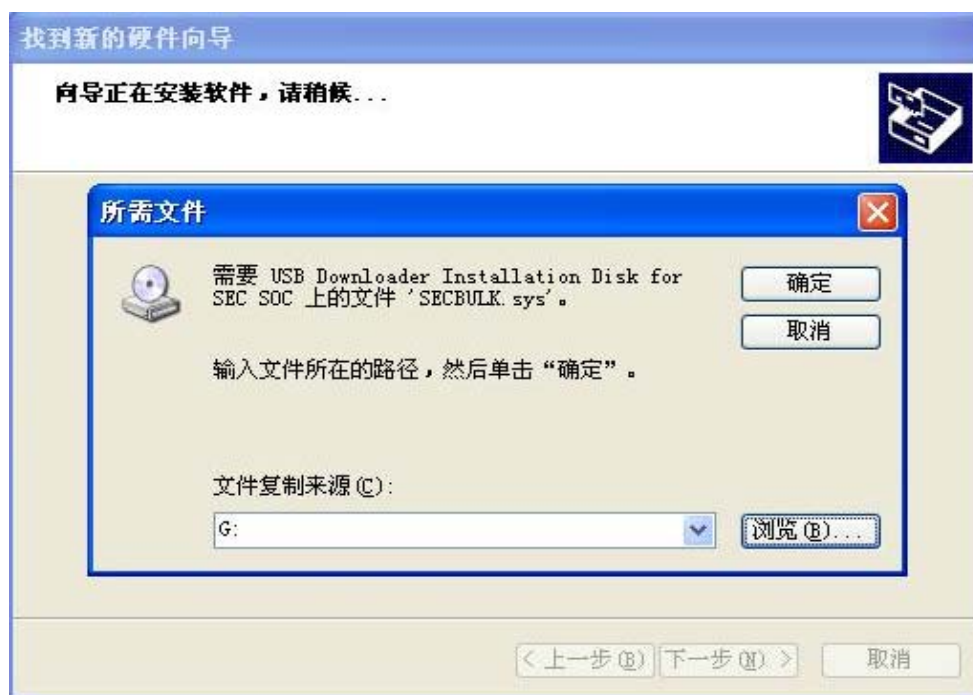 找到新的硬件向导
向导正在安装软件，请稍候...
所需文件
需要 USB Downloader Installation Disk for
SEC SOC 上的文件 'SECBULK.sys'。
确定
取消
输入文件所在的路径，然后单击“确定”。
文件复制来源(C):
G:
浏览(B)...
< 上一步(B)
下一步(N) >
取消